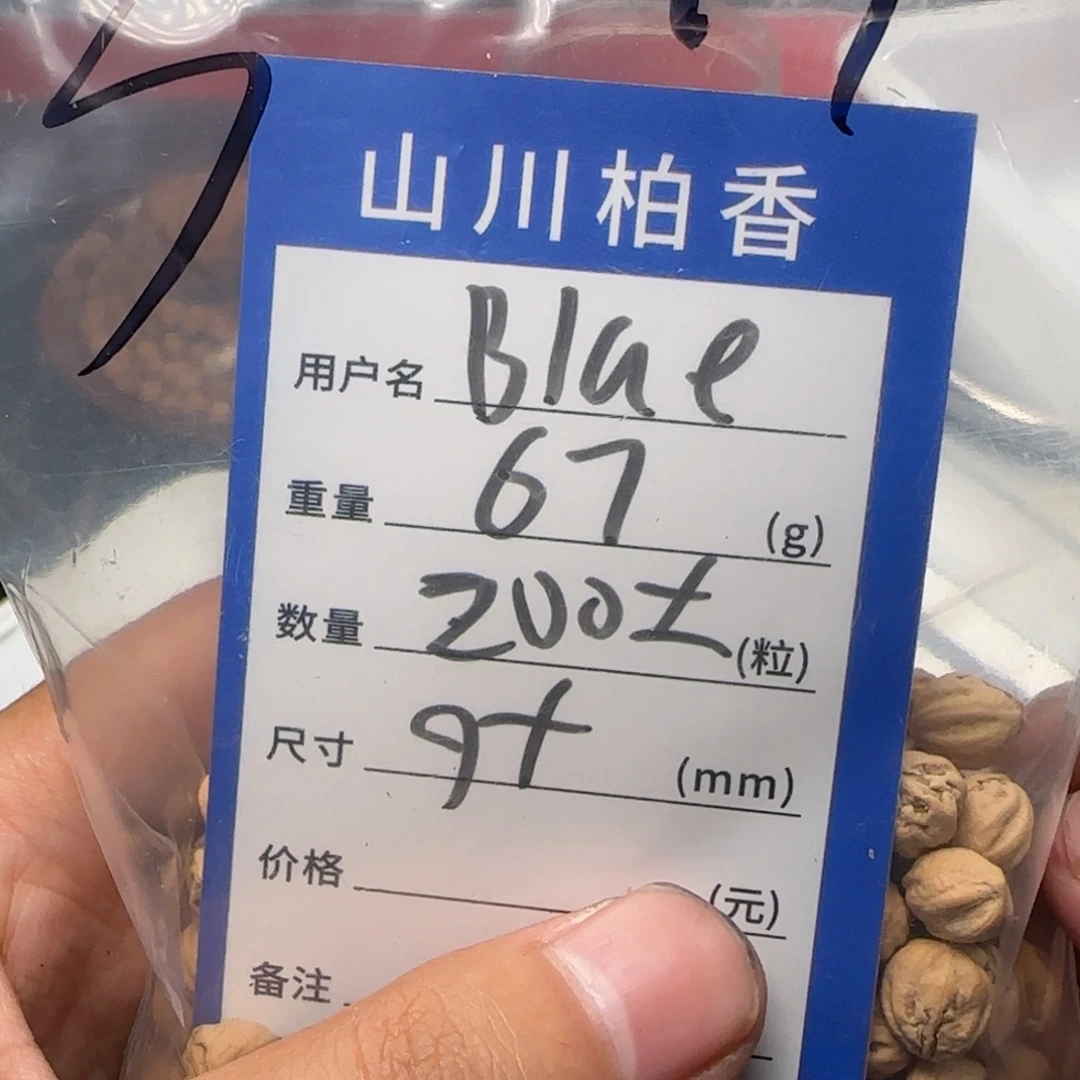 山川柏香
用户名 Blae
重量 67 (g)
数量 200± (粒)
尺寸 9+ (mm)
价格 (元)
备注